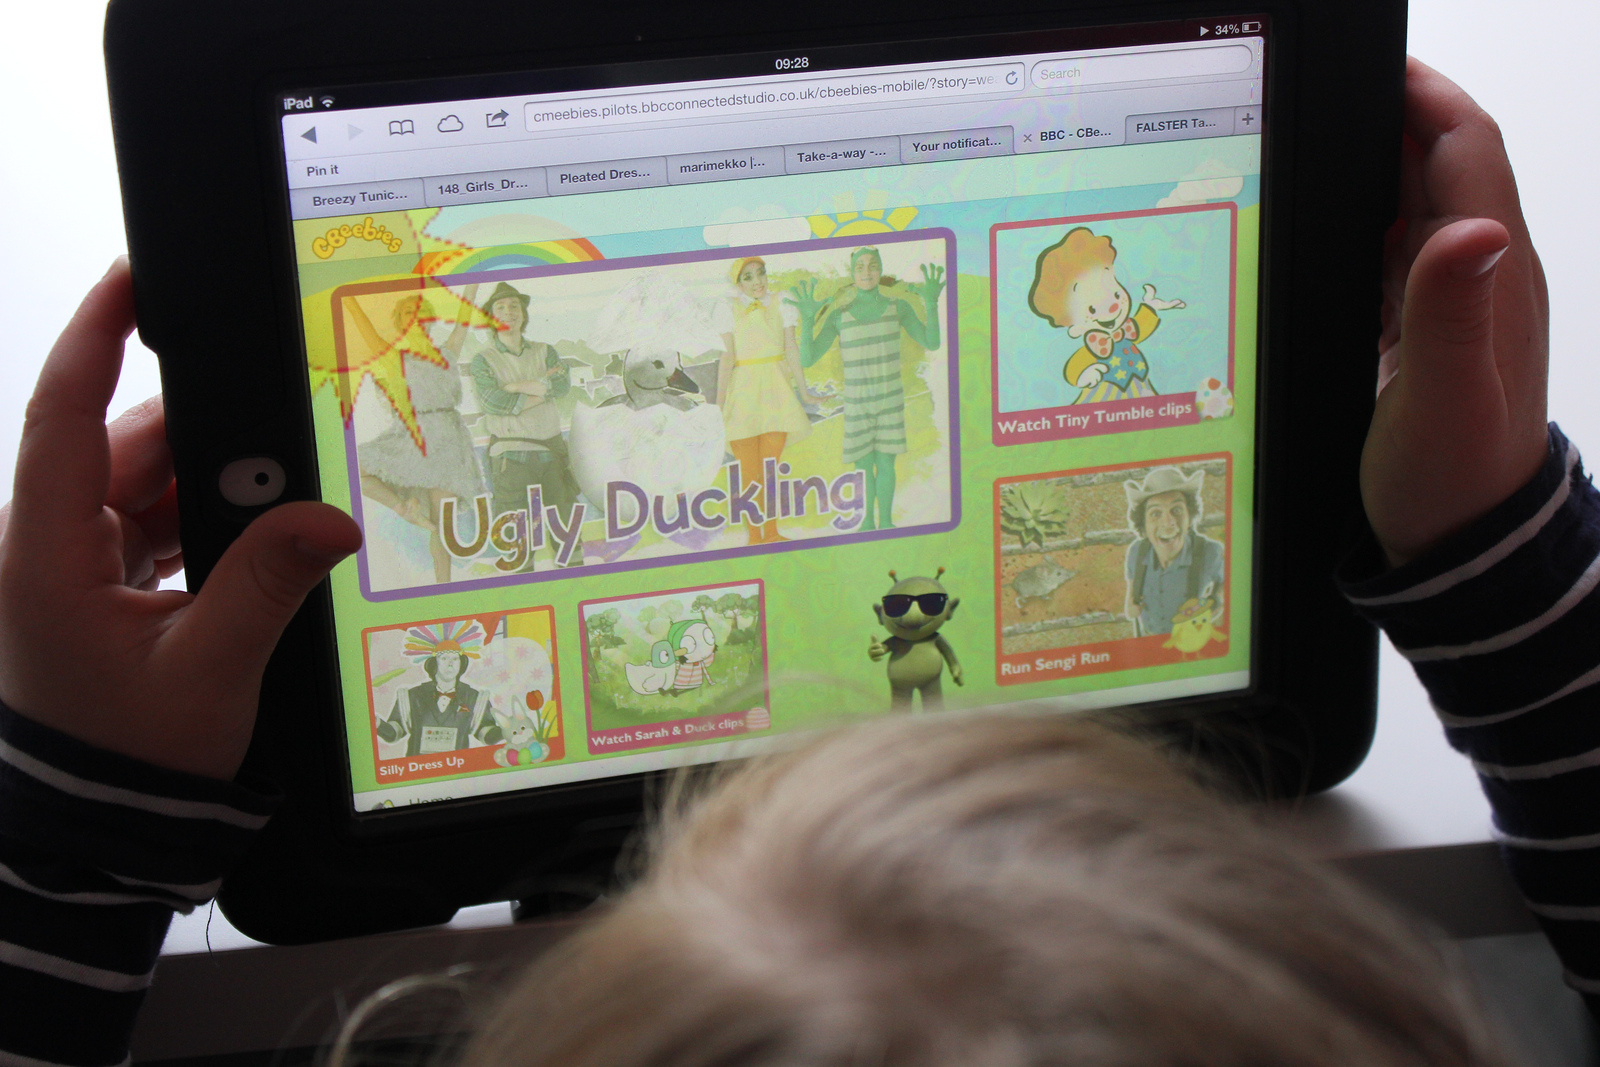 iPad
09:28
34%
cmeebies.pilots.bbcconnectedstudio.co.uk/cbeebies-mobile/?story=we
Search
Pin it
Breezy Tunic...
148_Girls_Dr...
Pleated Dres...
marimekko |...
Take-a-way -...
Your notificat...
BBC - CBe...
FALSTER Ta...
CBeebies
Ugly Duckling
Watch Tiny Tumble clips
Run Sengi Run
Silly Dress Up
Watch Sarah & Duck clips
Home